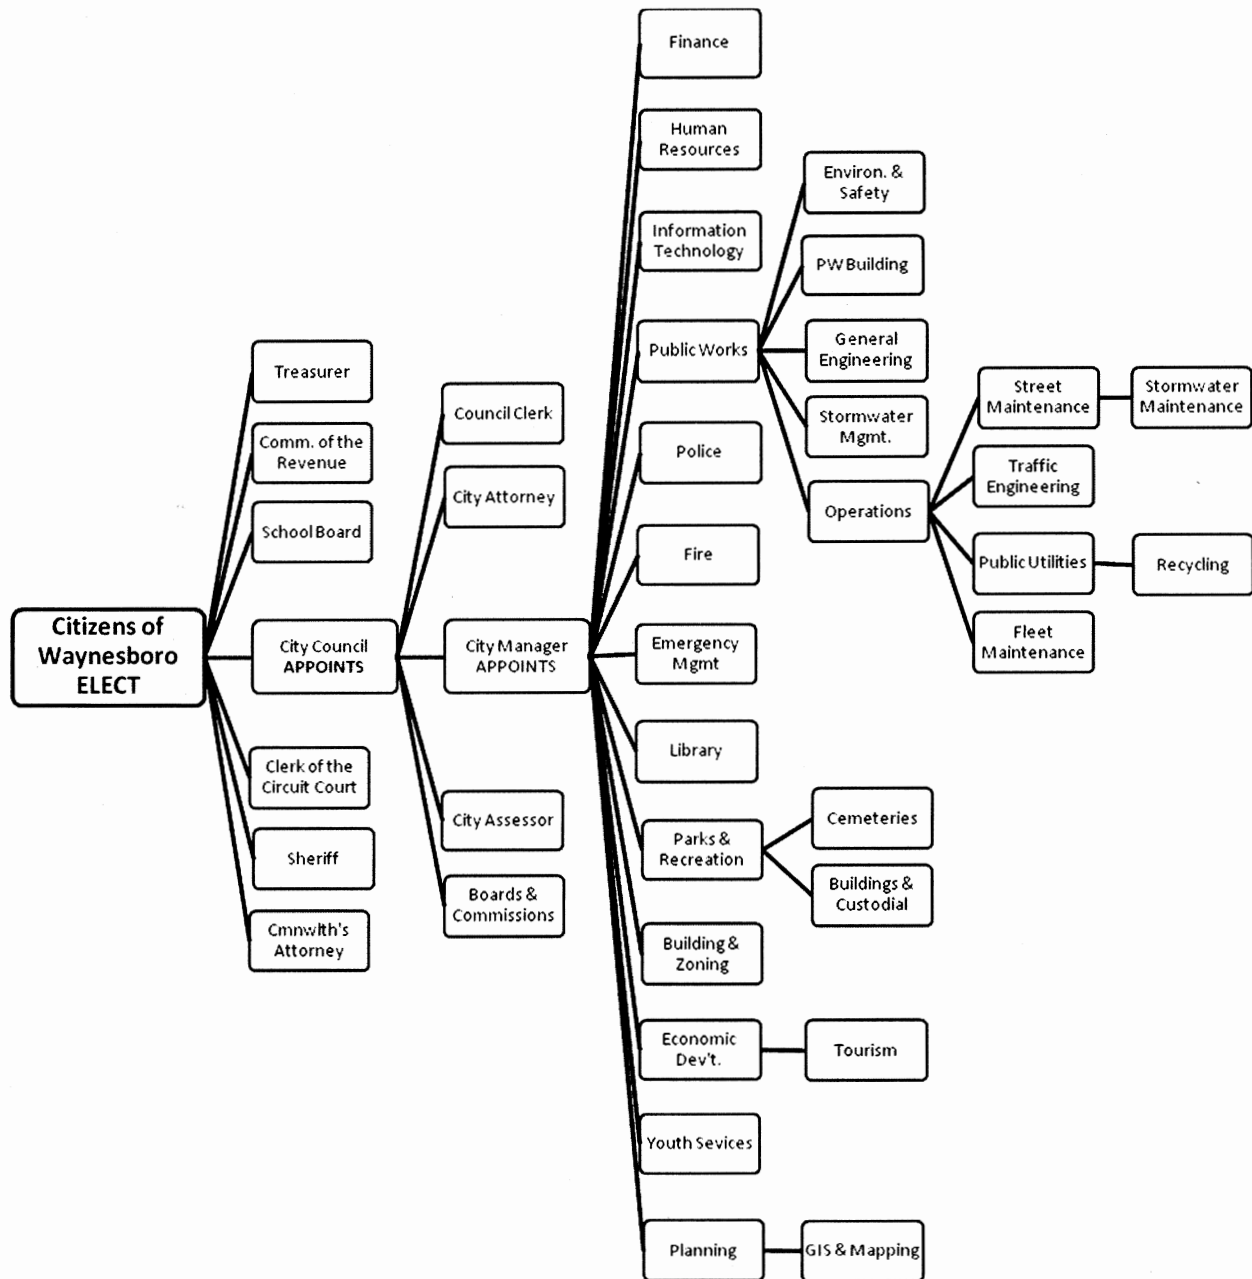 Citizens of
Waynesboro
ELECT
Treasurer
Comm. of the
Revenue
School Board
City Council
APPOINTS
Clerk of the
Circuit Court
Sheriff
Cmnwlth's
Attorney
Council Clerk
City Attorney
City Manager
APPOINTS
City Assessor
Boards &
Commissions
Finance
Human
Resources
Information
Technology
Public Works
Police
Fire
Emergency
Mgmt
Library
Parks &
Recreation
Building &
Zoning
Economic
Dev't.
Youth Sevices
Planning
Environ. &
Safety
PW Building
General
Engineering
Stormwater
Mgmt.
Operations
Cemeteries
Buildings &
Custodial
Tourism
GIS & Mapping
Street
Maintenance
Traffic
Engineering
Public Utilities
Fleet
Maintenance
Stormwater
Maintenance
Recycling